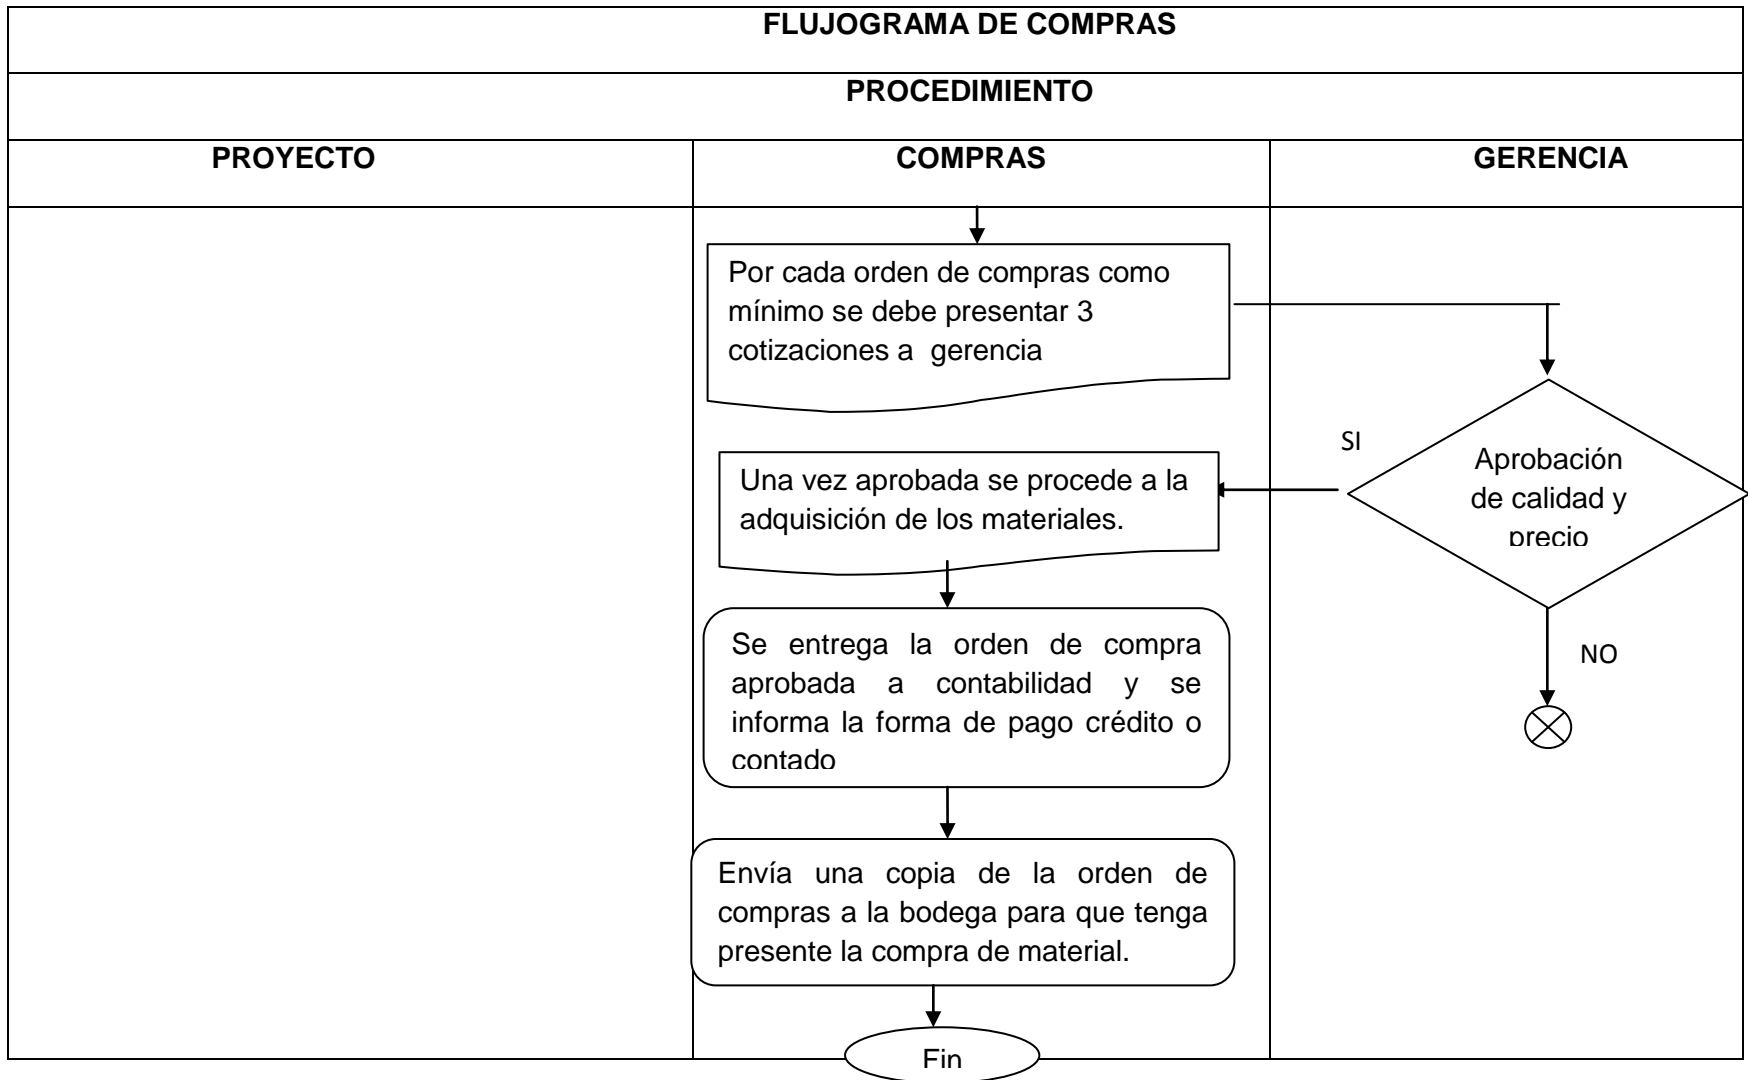 FLUJOGRAMA DE COMPRAS
PROCEDIMIENTO
PROYECTO
COMPRAS
GERENCIA
Por cada orden de compras como
mínimo se debe presentar 3
cotizaciones a gerencia
SI
Aprobación
de calidad y
precio
Una vez aprobada se procede a la
adquisición de los materiales.
Se entrega la orden de compra
aprobada a contabilidad y se
informa la forma de pago crédito o
contado
NO
Envía una copia de la orden de
compras a la bodega para que tenga
presente la compra de material.
Fin